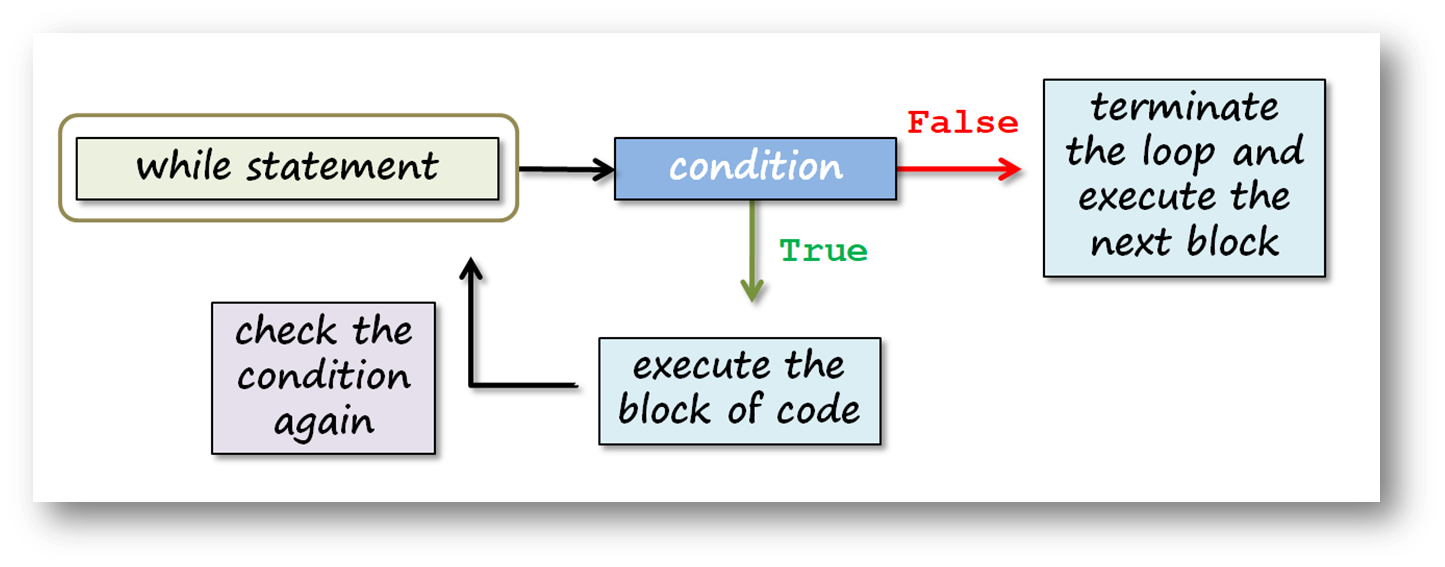 while statement
condition
False
terminate
the loop and
execute the
next block
True
execute the
block of code
check the
condition
again